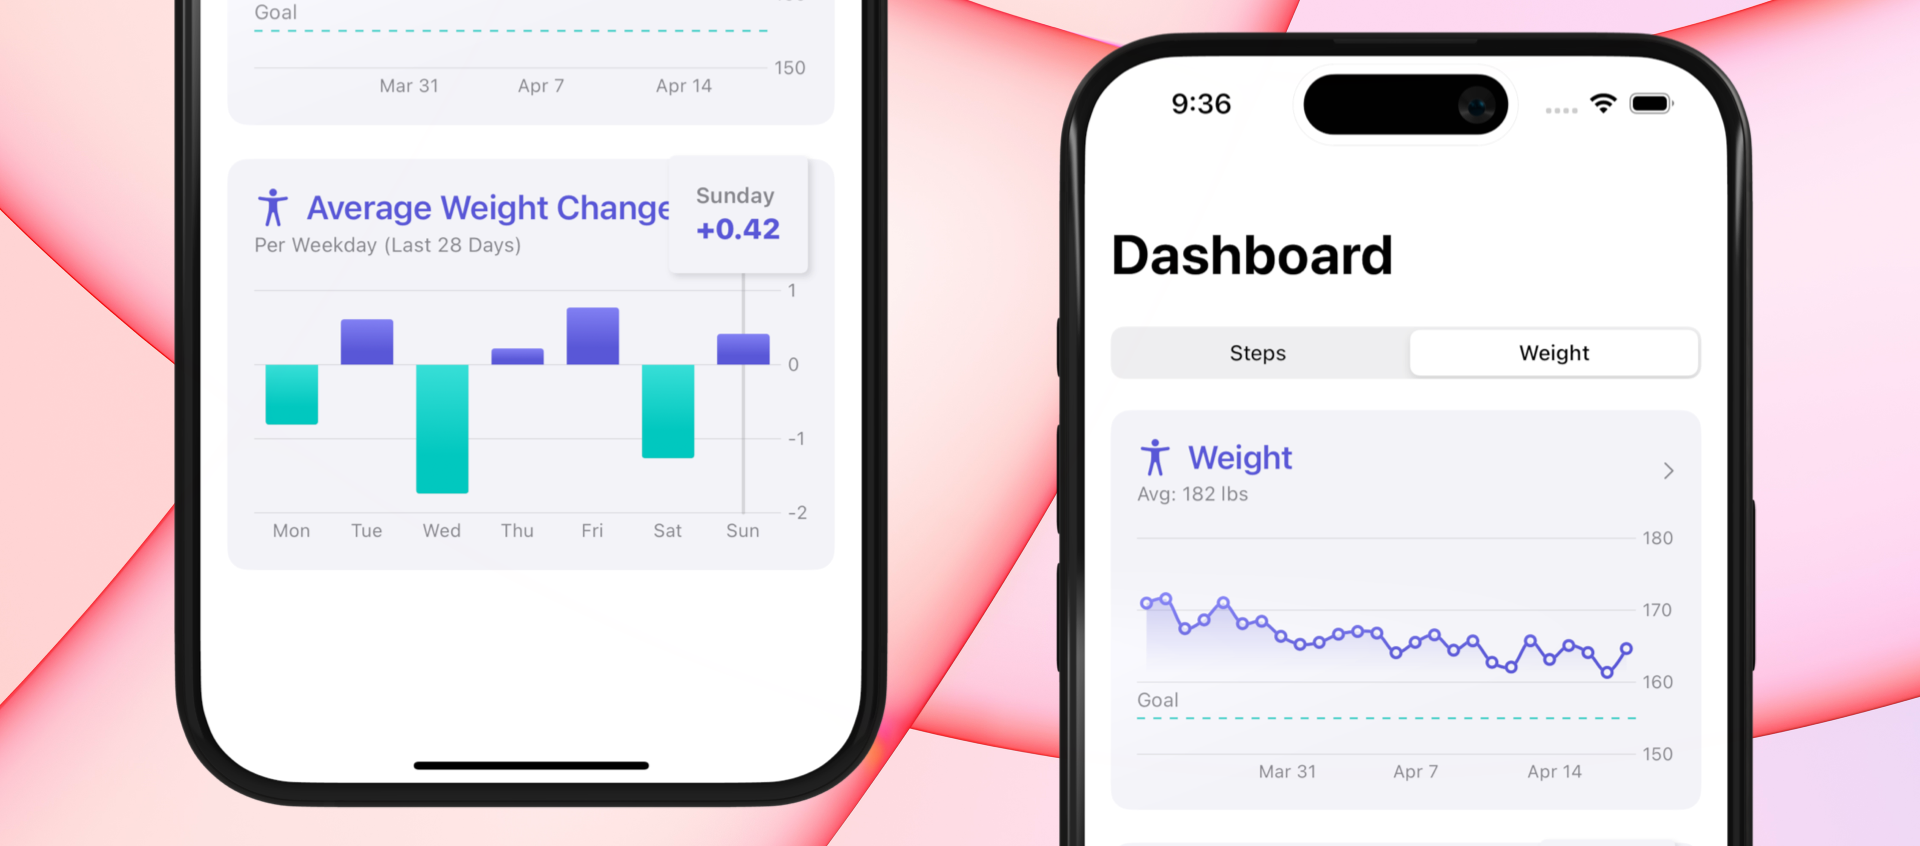 Goal
150
Mar 31 Apr 7 Apr 14
Average Weight Change
Per Weekday (Last 28 Days)
Sunday
+0.42
1
0
-1
-2
Mon Tue Wed Thu Fri Sat Sun
9:36
Dashboard
Steps Weight
Weight
Avg: 182 lbs
180
170
160
Goal
150
Mar 31 Apr 7 Apr 14